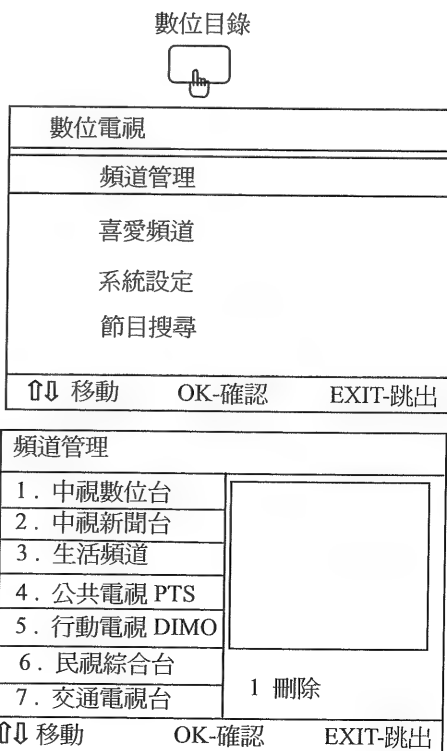 數位目錄
數位電視
頻道管理
喜愛頻道
系統設定
節目搜尋
⇧⇩ 移動 OK-確認 EXIT-跳出
頻道管理
1．中視數位台
2．中視新聞台
3．生活頻道
4．公共電視 PTS
5．行動電視 DIMO
6．民視綜合台
7．交通電視台
1 刪除
⇧⇩ 移動 OK-確認 EXIT-跳出